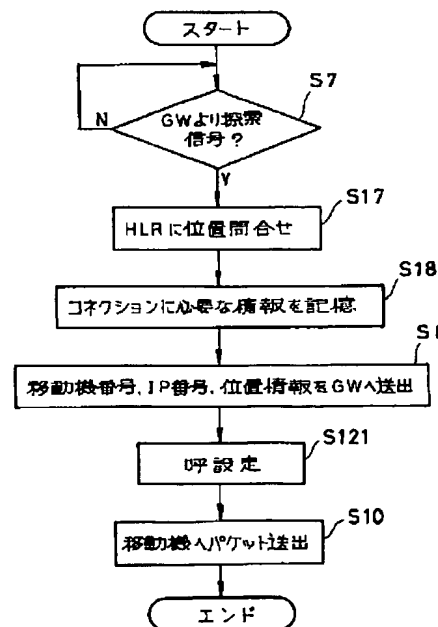 スタート
S7
GWより探索
信号?
N
Y
S17
HLRに位置問合せ
S18
コネクションに必要な情報を記憶
移動機番号,IP番号,位置情報をGWへ送出
S121
呼設定
S10
移動機へパケット送出
エンド